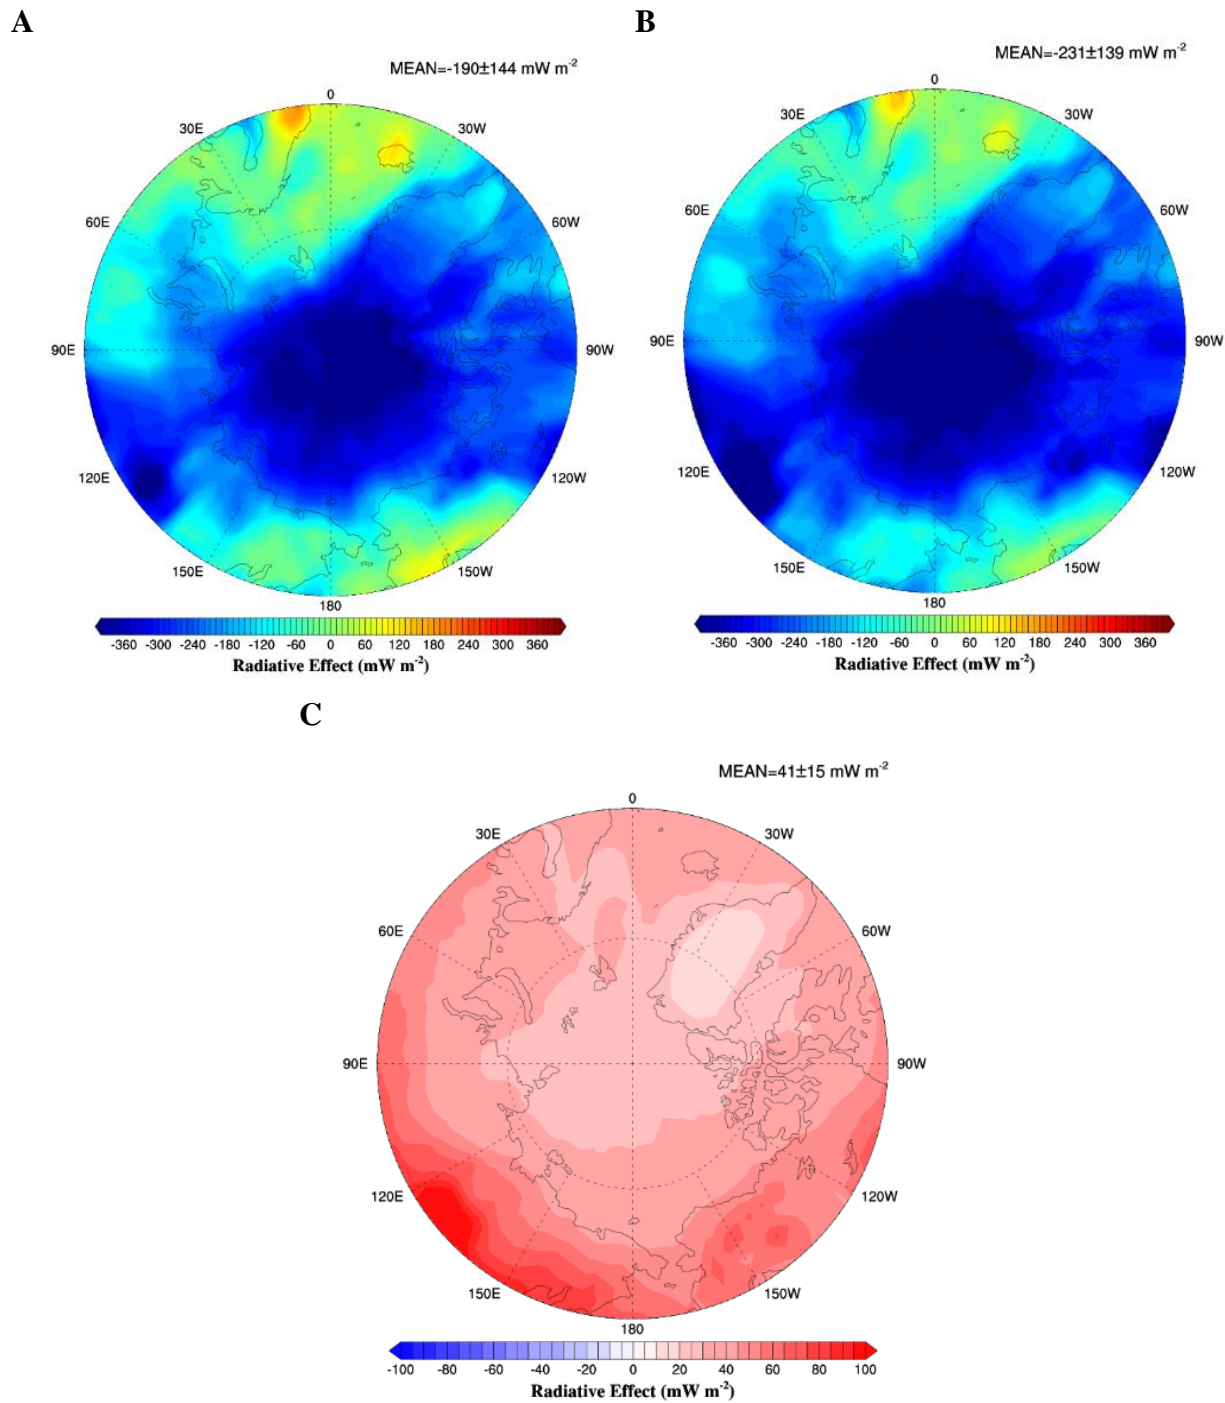 A
MEAN=-190±144 mW m⁻²
0
30E
30W
60E
60W
90E
90W
120E
120W
150E
150W
180
-360 -300 -240 -180 -120 -60 0 60 120 180 240 300 360
Radiative Effect (mW m⁻²)
B
MEAN=-231±139 mW m⁻²
0
30E
30W
60E
60W
90E
90W
120E
120W
150E
150W
180
-360 -300 -240 -180 -120 -60 0 60 120 180 240 300 360
Radiative Effect (mW m⁻²)
C
MEAN=41±15 mW m⁻²
0
30E
30W
60E
60W
90E
90W
120E
120W
150E
150W
180
-100 -80 -60 -40 -20 0 20 40 60 80 100
Radiative Effect (mW m⁻²)